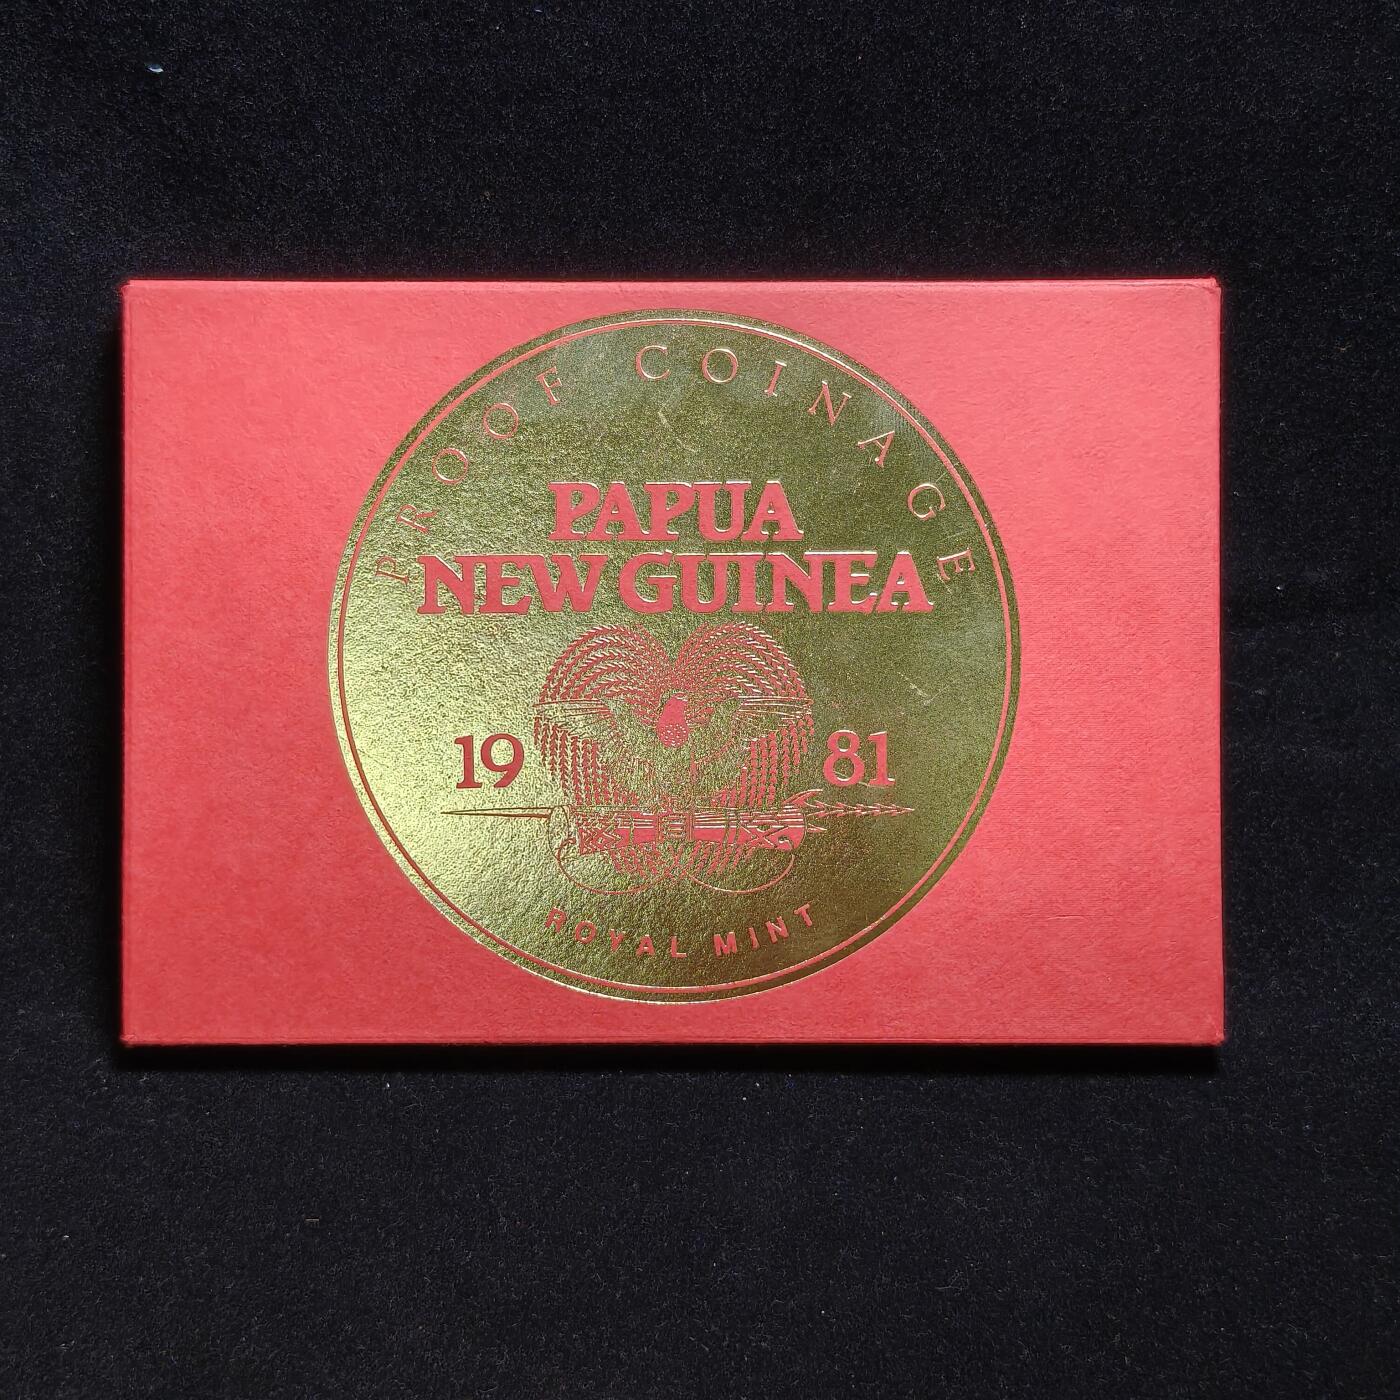 PROOF COINAGE
PAPUA
NEW GUINEA
19 81
ROYAL MINT